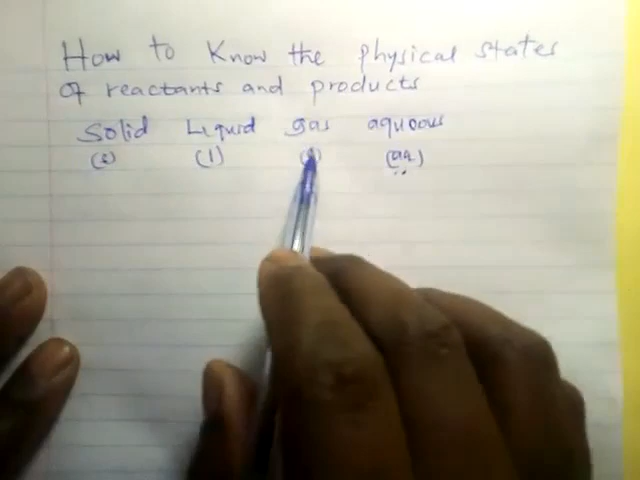 How to Know the physical states
of reactants and products
Solid Liquid gas aqueous
(s) (l) (g) (aq)